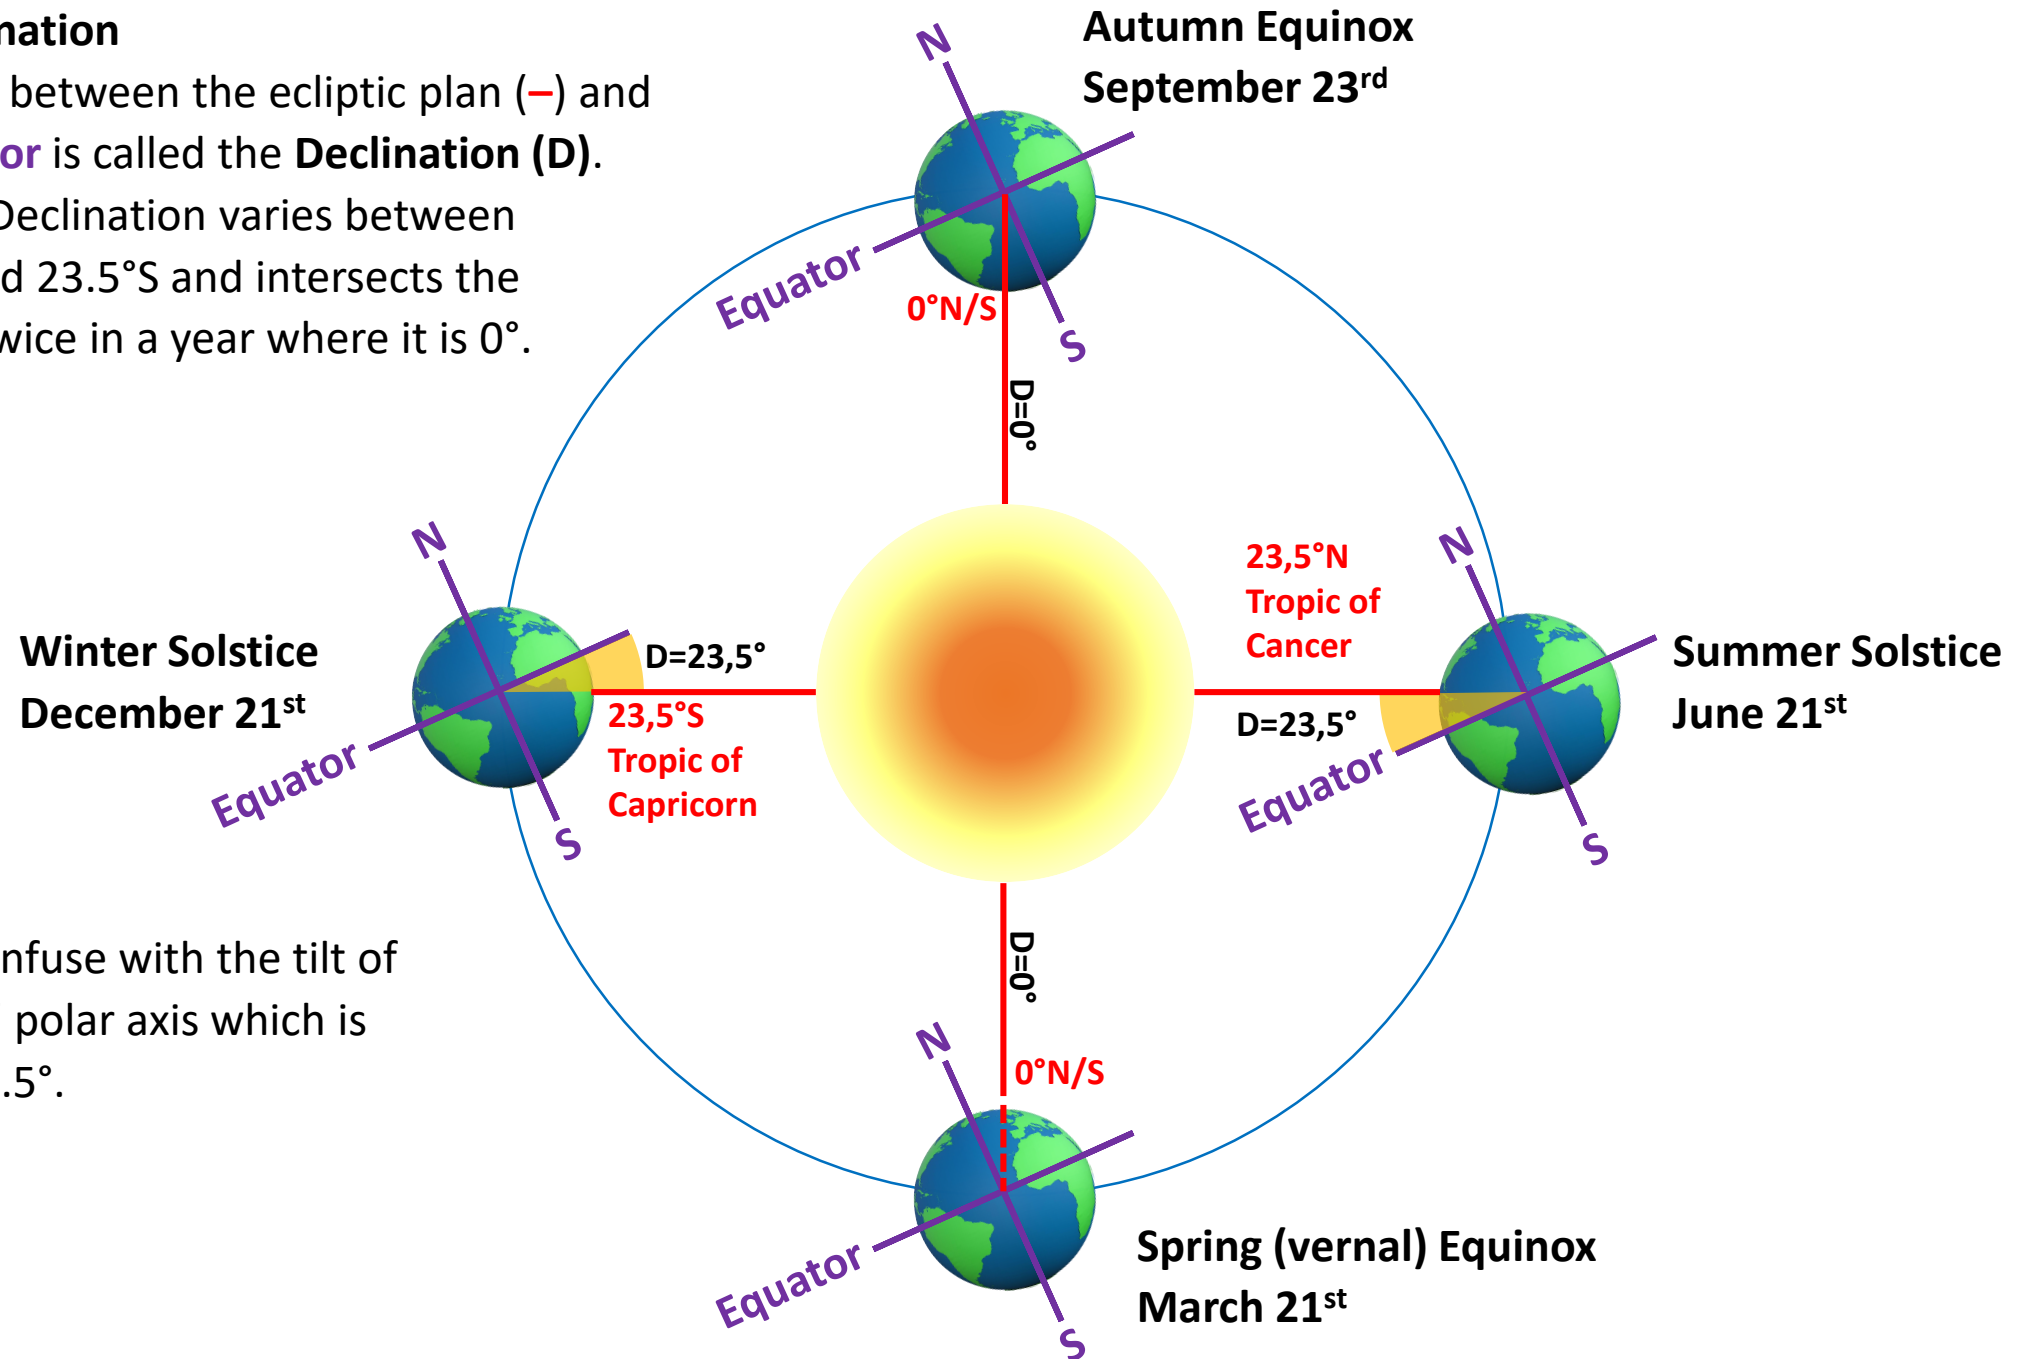 nation
between the ecliptic plan (–) and
or is called the Declination (D).
Declination varies between
d 23.5°S and intersects the
wice in a year where it is 0°.
Autumn Equinox
September 23rd
N
Equator
S
0°N/S
D=0°
Winter Solstice
December 21st
N
Equator
S
D=23,5°
23,5°S
Tropic of
Capricorn
23,5°N
Tropic of
Cancer
D=23,5°
N
Equator
S
Summer Solstice
June 21st
nfuse with the tilt of
polar axis which is
.5°.
D=0°
0°N/S
N
Equator
S
Spring (vernal) Equinox
March 21st